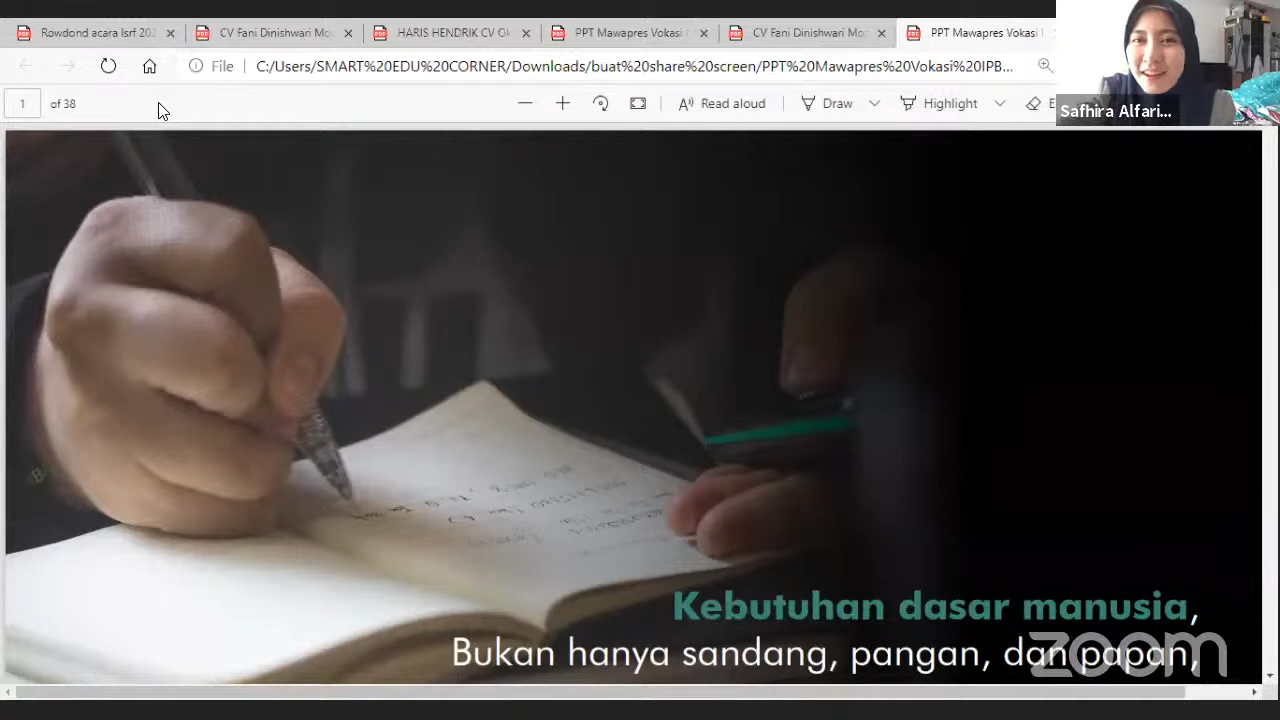 Rowdond acara lsrf 202
CV Fani Dinishwari Mou
HARIS HENDRIK CV Ok
PPT Mawapres Vokasi
CV Fani Dinishwari Moc
PPT Mawapres Vokasi
File
C:/Users/SMART%20EDU%20CORNER/Downloads/buat%20share%20screen/PPT%20Mawapres%20Vokasi%20IPB...
1 of 38
Read aloud
Draw
Highlight
Safhira Alfari...
Kebutuhan dasar manusia,
Bukan hanya sandang, pangan, dan papan,
zoom